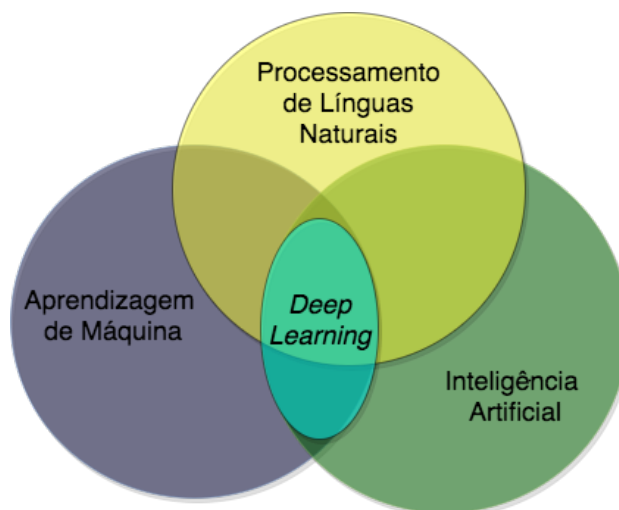 Processamento
de Línguas
Naturais
Aprendizagem
de Máquina
Deep
Learning
Inteligência
Artificial